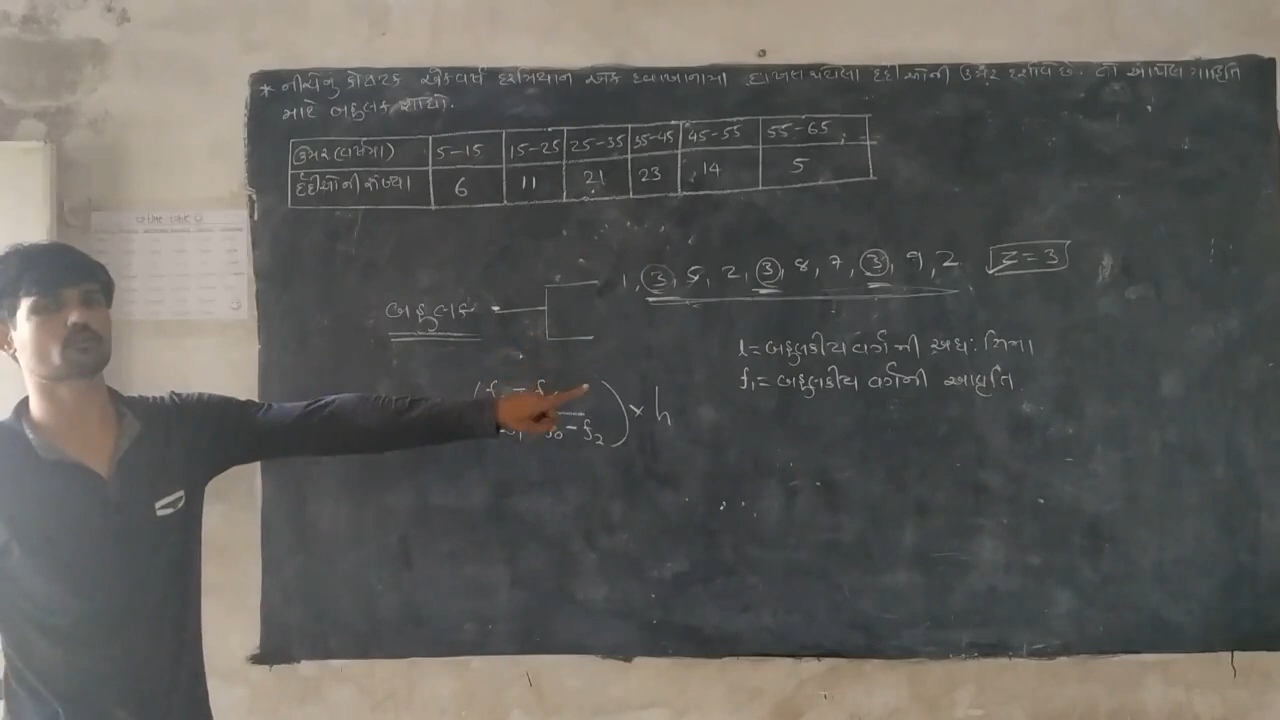 * નીચેનું કોષ્ટક એકવર્ષ દરમિયાન એક દવાખાનામાં દાખલ થયેલા દર્દીઓની ઉંમર દર્શાવે છે. તો આપેલ માહિતી
માટે બહુલક શોધો.
ઉંમર(વર્ષમાં) 5-15 15-25 25-35 35-45 45-55 55-65
દર્દીઓની સંખ્યા 6 11 21 23 14 5
1, 3, 5, 2, 3, 8, 7, 3, 9, 2 Z=3
બહુલક
l = બહુલકીય વર્ગની અધ: સીમા
f₁ = બહુલકીય વર્ગની આવૃત્તિ
- f₂ ) × h